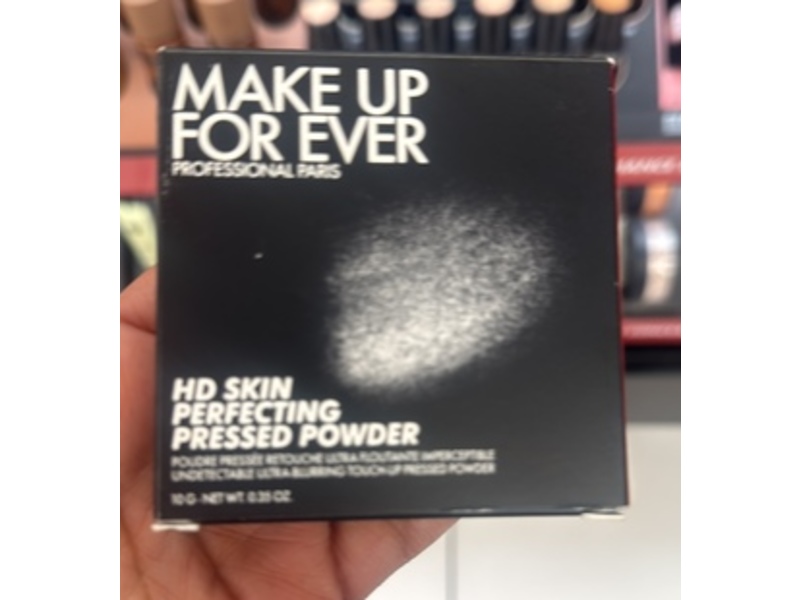 MAKE UP
FOR EVER
PROFESSIONAL PARIS
HD SKIN
PERFECTING
PRESSED POWDER
POUDRE PRESSÉE RETOUCHE ULTRA FLOUTANTE IMPERCEPTIBLE
UNDETECTABLE ULTRA BLURRING TOUCH-UP PRESSED POWDER
10 G - NET WT. 0.35 OZ.